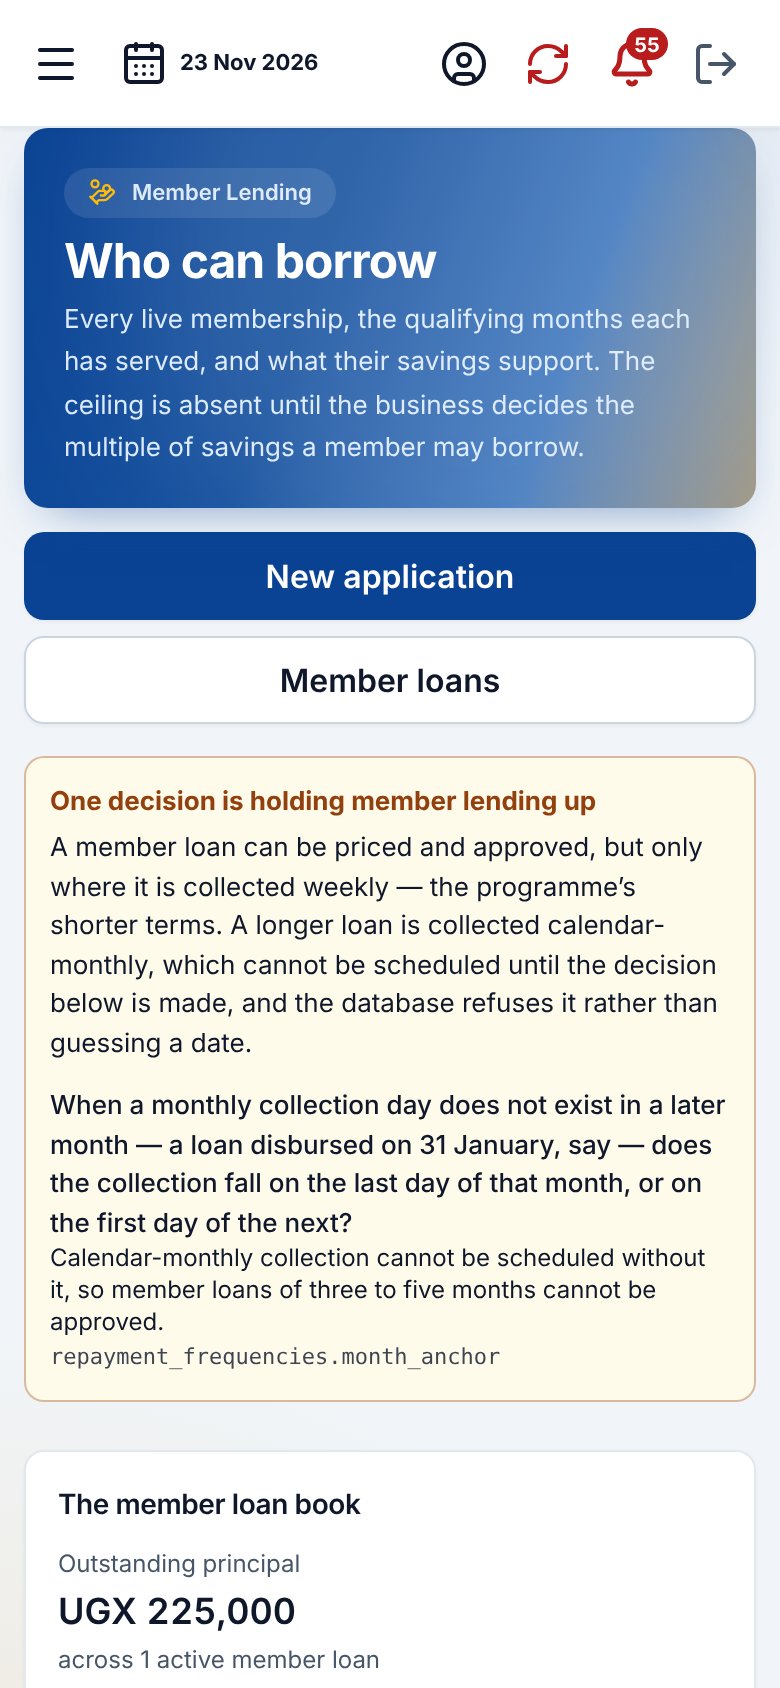 23 Nov 2026
55
Member Lending
Who can borrow
Every live membership, the qualifying months each
has served, and what their savings support. The
ceiling is absent until the business decides the
multiple of savings a member may borrow.
New application
Member loans
One decision is holding member lending up
A member loan can be priced and approved, but only
where it is collected weekly — the programme’s
shorter terms. A longer loan is collected calendar-
monthly, which cannot be scheduled until the decision
below is made, and the database refuses it rather than
guessing a date.
When a monthly collection day does not exist in a later
month — a loan disbursed on 31 January, say — does
the collection fall on the last day of that month, or on
the first day of the next?
Calendar-monthly collection cannot be scheduled without
it, so member loans of three to five months cannot be
approved.
repayment_frequencies.month_anchor
The member loan book
Outstanding principal
UGX 225,000
across 1 active member loan